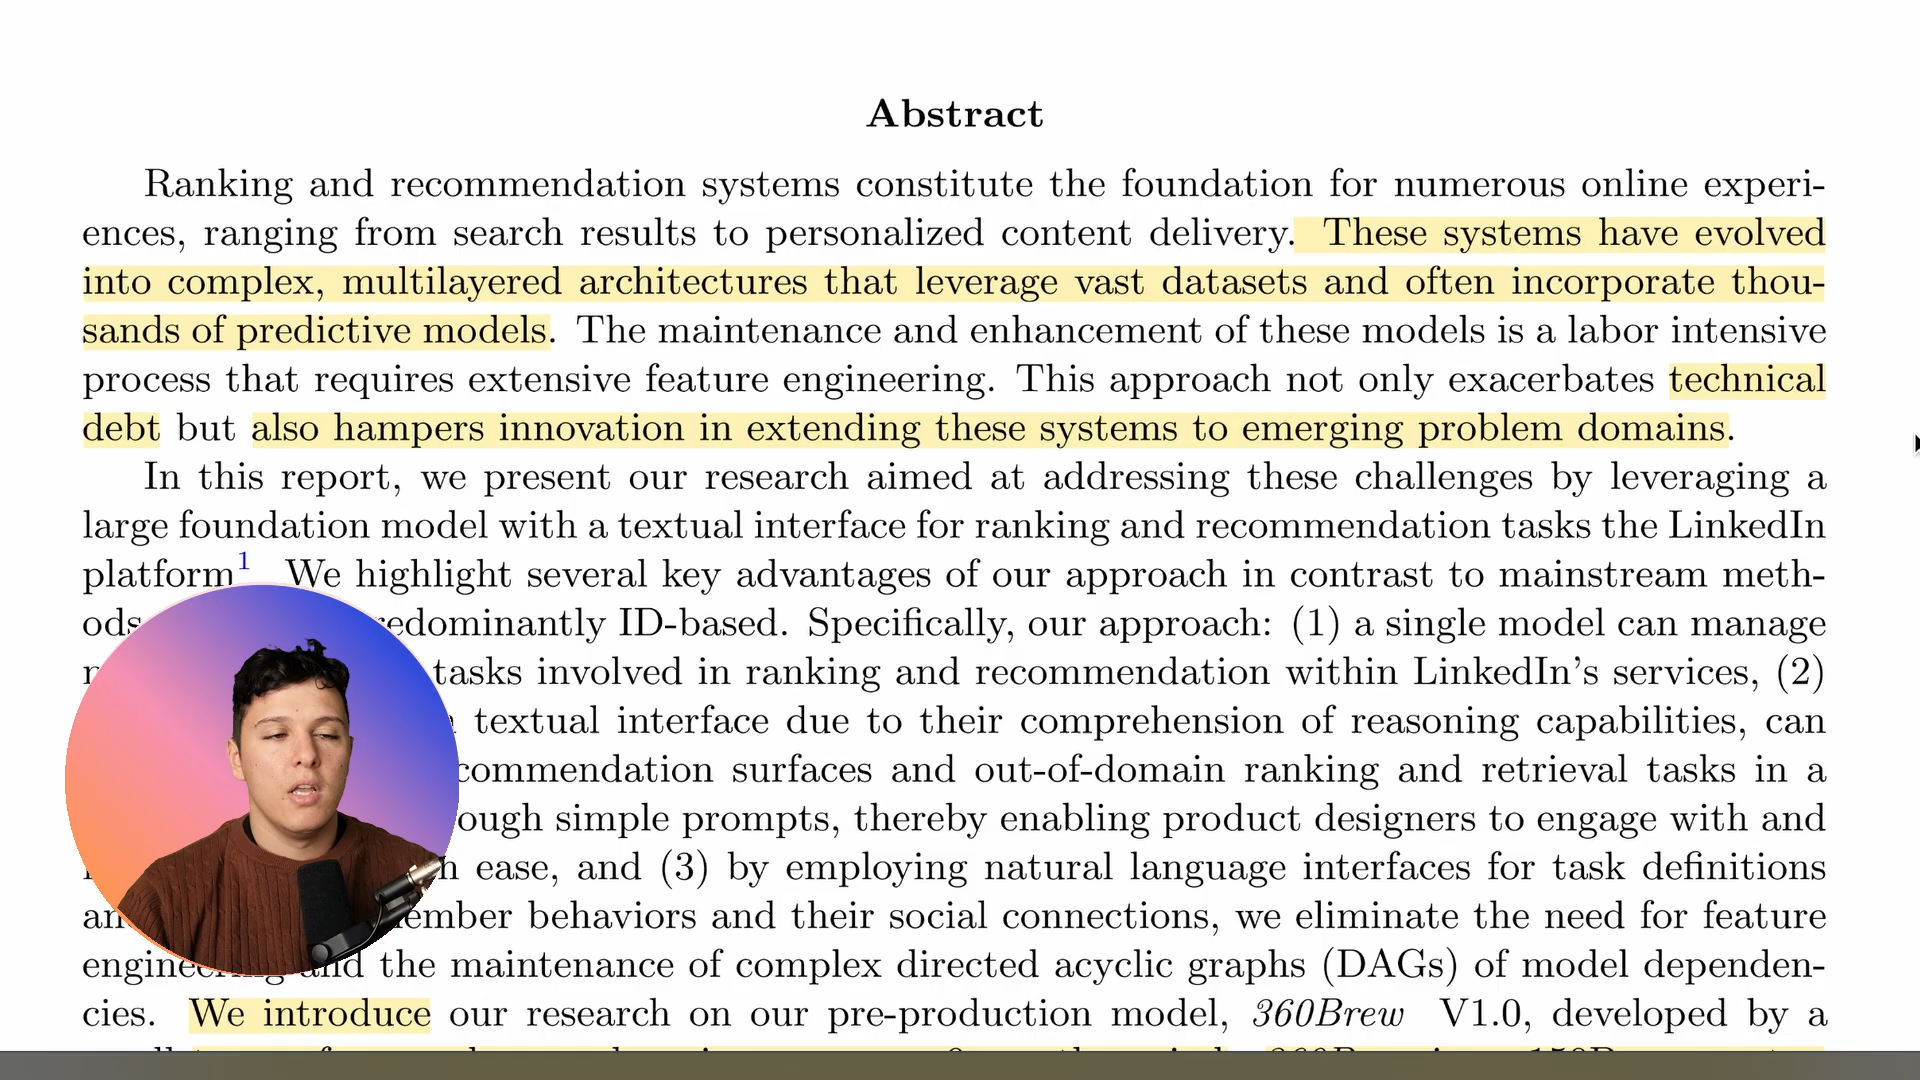 Abstract
Ranking and recommendation systems constitute the foundation for numerous online experi-
ences, ranging from search results to personalized content delivery. These systems have evolved
into complex, multilayered architectures that leverage vast datasets and often incorporate thou-
sands of predictive models. The maintenance and enhancement of these models is a labor intensive
process that requires extensive feature engineering. This approach not only exacerbates technical
debt but also hampers innovation in extending these systems to emerging problem domains.
In this report, we present our research aimed at addressing these challenges by leveraging a
large foundation model with a textual interface for ranking and recommendation tasks the LinkedIn
platform1 We highlight several key advantages of our approach in contrast to mainstream meth-
ods redominantly ID-based. Specifically, our approach: (1) a single model can manage
tasks involved in ranking and recommendation within LinkedIn's services, (2)
textual interface due to their comprehension of reasoning capabilities, can
commendation surfaces and out-of-domain ranking and retrieval tasks in a
ough simple prompts, thereby enabling product designers to engage with and
ease, and (3) by employing natural language interfaces for task definitions
an ember behaviors and their social connections, we eliminate the need for feature
engineering and the maintenance of complex directed acyclic graphs (DAGs) of model dependen-
cies. We introduce our research on our pre-production model, 360Brew V1.0, developed by a